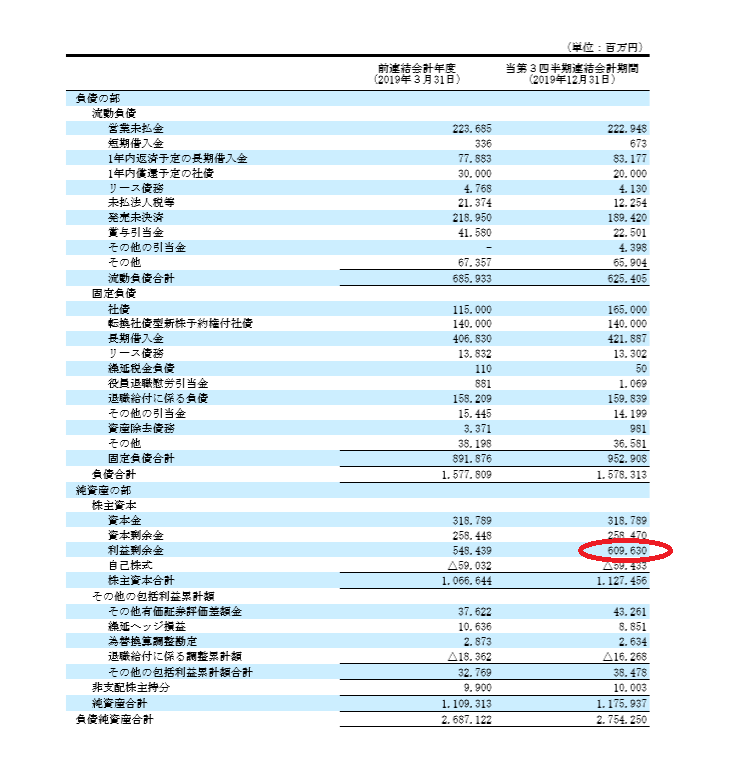 (単位：百万円)
前連結会計年度 当第３四半期連結会計期間
(2019年３月31日) (2019年12月31日)
負債の部
流動負債
営業未払金 223,685 222,948
短期借入金 336 673
1年内返済予定の長期借入金 77,883 83,177
1年内償還予定の社債 30,000 20,000
リース債務 4,768 4,130
未払法人税等 21,374 12,254
発売未決済 218,950 189,420
賞与引当金 41,580 22,501
その他の引当金 － 4,398
その他 67,357 65,904
流動負債合計 685,933 625,405
固定負債
社債 115,000 165,000
転換社債型新株予約権付社債 140,000 140,000
長期借入金 406,830 421,887
リース債務 13,832 13,302
繰延税金負債 110 50
役員退職慰労引当金 881 1,069
退職給付に係る負債 158,209 159,839
その他の引当金 15,445 14,199
資産除去債務 3,371 981
その他 38,198 36,581
固定負債合計 891,876 952,908
負債合計 1,577,809 1,578,313
純資産の部
株主資本
資本金 318,789 318,789
資本剰余金 258,448 258,470
利益剰余金 548,439 609,630
自己株式 △59,032 △59,433
株主資本合計 1,066,644 1,127,456
その他の包括利益累計額
その他有価証券評価差額金 37,622 43,261
繰延ヘッジ損益 10,636 8,851
為替換算調整勘定 2,873 2,634
退職給付に係る調整累計額 △18,362 △16,268
その他の包括利益累計額合計 32,769 38,478
非支配株主持分 9,900 10,003
純資産合計 1,109,313 1,175,937
負債純資産合計 2,687,122 2,754,250